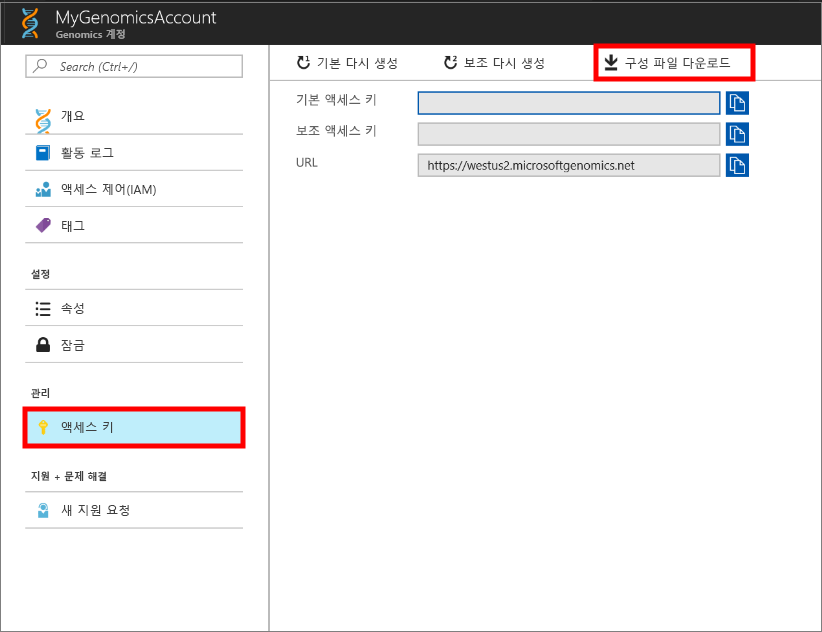 MyGenomicsAccount
Genomics 계정
Search (Ctrl+/)
개요
활동 로그
액세스 제어(IAM)
태그
설정
속성
잠금
관리
액세스 키
지원 + 문제 해결
새 지원 요청
1 기본 다시 생성 2 보조 다시 생성 구성 파일 다운로드
기본 액세스 키
보조 액세스 키
URL https://westus2.microsoftgenomics.net